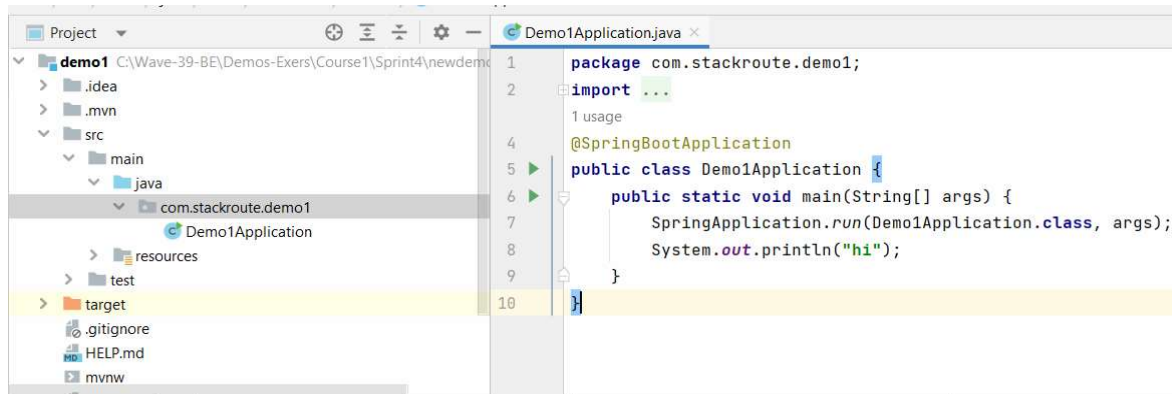 Project
demo1 C:\Wave-39-BE\Demos-Exers\Course1\Sprint4\newdemo
.idea
.mvn
src
main
java
com.stackroute.demo1
Demo1Application
resources
test
target
.gitignore
HELP.md
mvnw
Demo1Application.java
1 package com.stackroute.demo1;
2 import ...
1 usage
4 @SpringBootApplication
5 public class Demo1Application {
6 public static void main(String[] args) {
7 SpringApplication.run(Demo1Application.class, args);
8 System.out.println("hi");
9 }
10 }